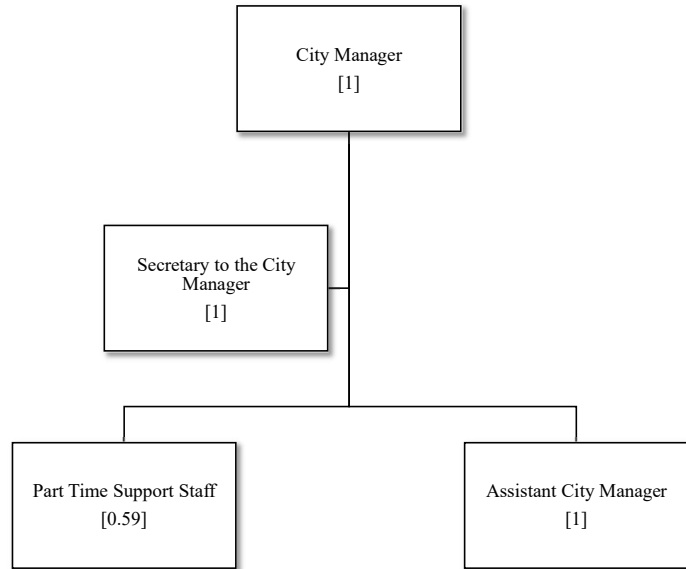 City Manager
[1]
Secretary to the City
Manager
[1]
Part Time Support Staff
[0.59]
Assistant City Manager
[1]